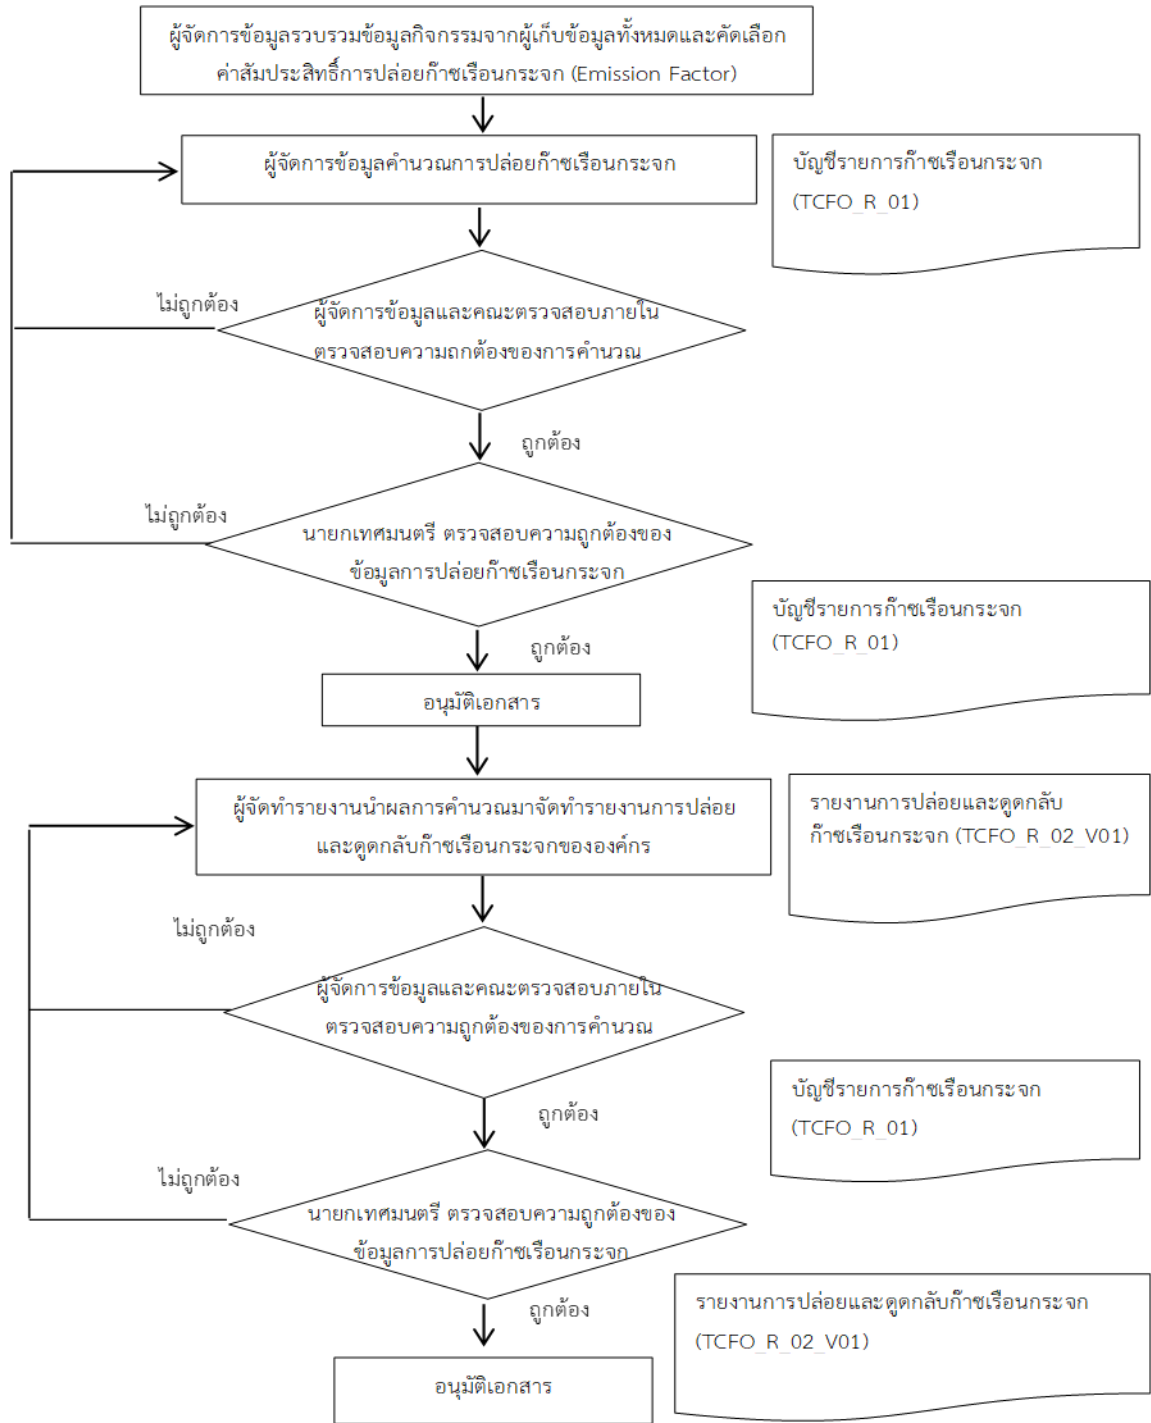 ผู้จัดการข้อมูลรวบรวมข้อมูลกิจกรรมจากผู้เก็บข้อมูลทั้งหมดและคัดเลือก
ค่าสัมประสิทธิ์การปล่อยก๊าซเรือนกระจก (Emission Factor)
ผู้จัดการข้อมูลคำนวณการปล่อยก๊าซเรือนกระจก
บัญชีรายการก๊าซเรือนกระจก
(TCFO_R_01)
ไม่ถูกต้อง
ผู้จัดการข้อมูลและคณะตรวจสอบภายใน
ตรวจสอบความถกต้องของการคำนวณ
ถูกต้อง
ไม่ถูกต้อง
นายกเทศมนตรี ตรวจสอบความถูกต้องของ
ข้อมูลการปล่อยก๊าซเรือนกระจก
บัญชีรายการก๊าซเรือนกระจก
(TCFO_R_01)
ถูกต้อง
อนุมัติเอกสาร
ผู้จัดทำรายงานนำผลการคำนวณมาจัดทำรายงานการปล่อย
และดูดกลับก๊าซเรือนกระจกขององค์กร
รายงานการปล่อยและดูดกลับ
ก๊าซเรือนกระจก (TCFO_R_02_V01)
ไม่ถูกต้อง
ผู้จัดการข้อมูลและคณะตรวจสอบภายใน
ตรวจสอบความถูกต้องของการคำนวณ
บัญชีรายการก๊าซเรือนกระจก
(TCFO_R_01)
ถูกต้อง
ไม่ถูกต้อง
นายกเทศมนตรี ตรวจสอบความถูกต้องของ
ข้อมูลการปล่อยก๊าซเรือนกระจก
รายงานการปล่อยและดูดกลับก๊าซเรือนกระจก
(TCFO_R_02_V01)
ถูกต้อง
อนุมัติเอกสาร